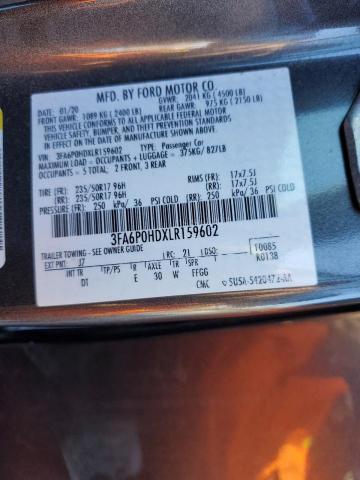 MFD. BY FORD MOTOR CO.
DATE: 01/20 GVWR: 2041 KG (4500 LB)
FRONT GAWR: 1089 KG (2400 LB) REAR GAWR: 975 KG (2150 LB)
THIS VEHICLE CONFORMS TO ALL APPLICABLE FEDERAL MOTOR VEHICLE
SAFETY, BUMPER, AND THEFT PREVENTION STANDARDS IN EFFECT ON THE DATE OF
MANUFACTURE SHOWN ABOVE.
VIN: 3FA6P0HDXLR159602 TYPE: Passenger Car
MAXIMUM LOAD = OCCUPANTS + LUGGAGE = 375KG/ 827LB
OCCUPANTS: 5 TOTAL, 2 FRONT, 3 REAR
TIRE (FR): 235/50R17 96H RIMS (FR): 17x7.5J
(RR): 235/50R17 96H (RR): 17x7.5J
PRESSURE (FR): 250 kPa/ 36 PSI COLD (RR): 250 kPa/36 PSI COLD
3FA6P0HDXLR159602
TRAILER TOWING - SEE OWNER GUIDE
EXT PNT: J7 RC: 21 DSO: 10085
INT TR TP/PS R AXLE TR SPR R0138
DT E 30 W FFGG
CMC